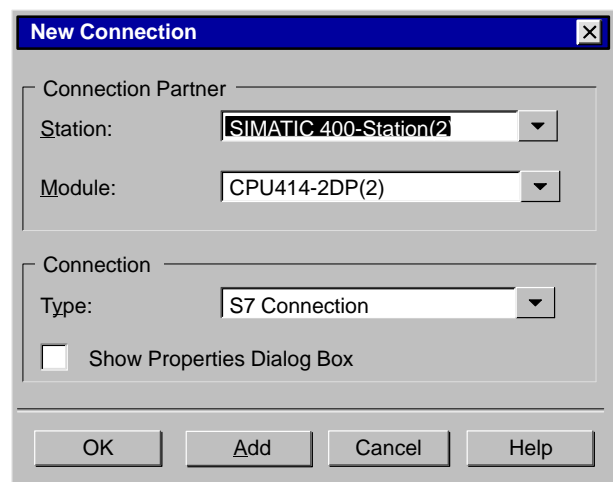 New Connection
Connection Partner
Station: SIMATIC 400-Station(2)
Module: CPU414-2DP(2)
Connection
Type: S7 Connection
Show Properties Dialog Box
OK Add Cancel Help